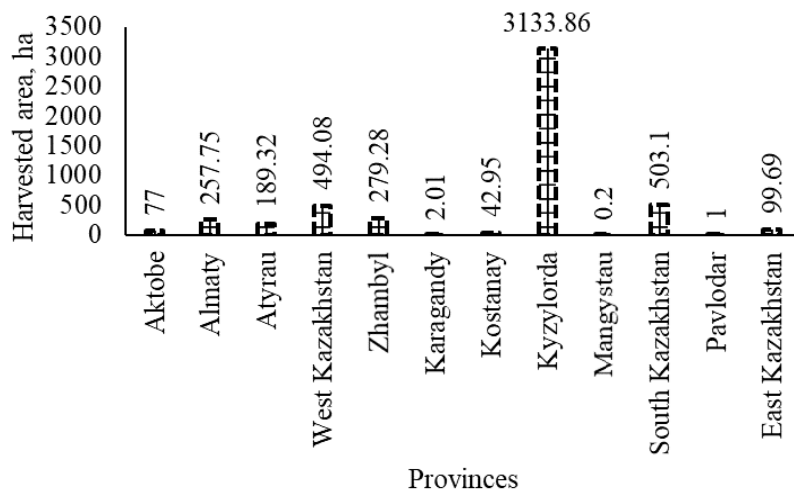 Harvested area, ha
3500
3000
2500
2000
1500
1000
500
0
77
257.75
189.32
494.08
279.28
2.01
42.95
3133.86
0.2
503.1
1
99.69
Aktobe
Almaty
Atyrau
West Kazakhstan
Zhambyl
Karagandy
Kostanay
Kyzylorda
Mangystau
South Kazakhstan
Pavlodar
East Kazakhstan
Provinces